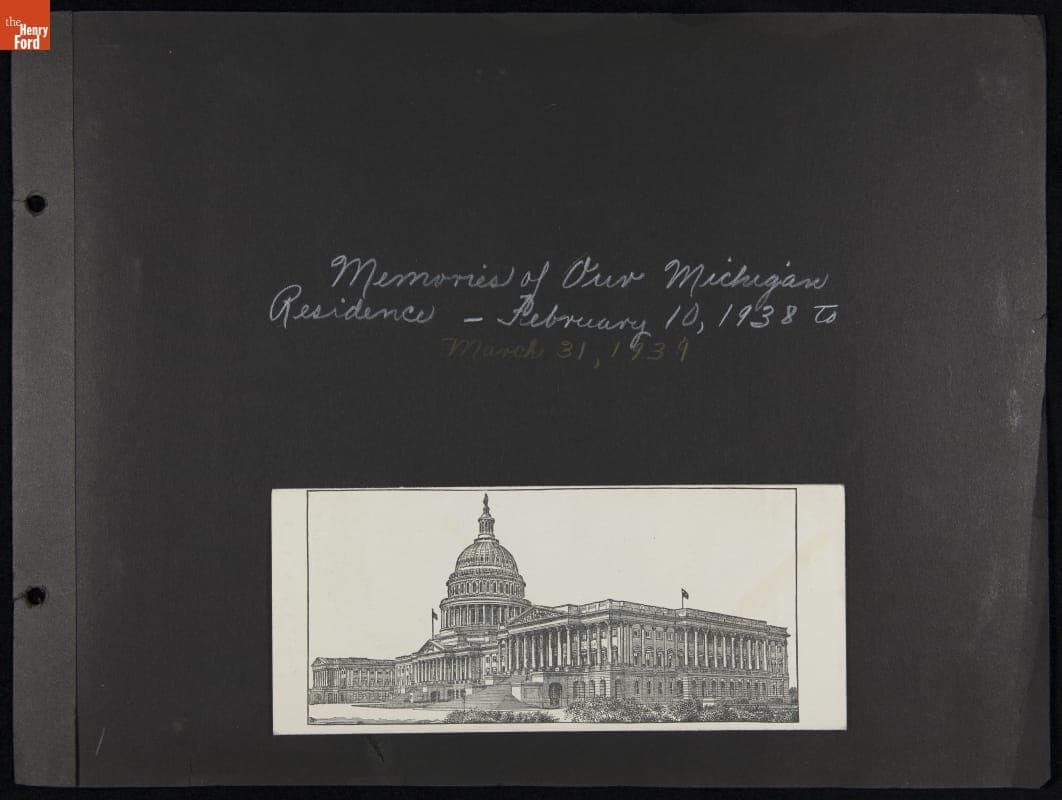 the
Henry
Ford
Memories of Our Michigan
Residence - February 10, 1938 to
March 31, 1939